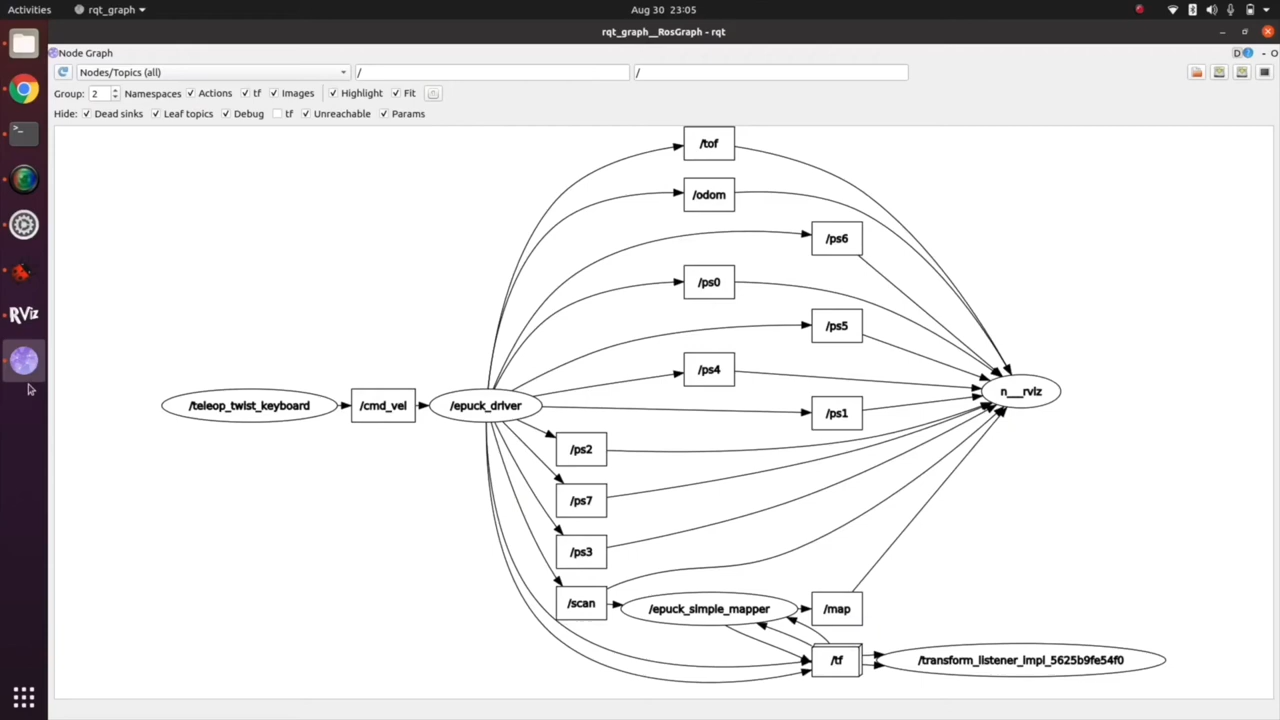 Activities
rqt_graph
Aug 30 23:05
rqt_graph__RosGraph - rqt
Node Graph
D
- O
Nodes/Topics (all)
/
/
Group: 2 Namespaces Actions tf Images Highlight Fit
Hide: Dead sinks Leaf topics Debug tf Unreachable Params
/tof
/odom
/ps6
/ps0
/ps5
/ps4
/teleop_twist_keyboard
/cmd_vel
/epuck_driver
n___rviz
/ps1
/ps2
/ps7
/ps3
/scan
/epuck_simple_mapper
/map
/tf
/transform_listener_impl_5625b9fe54f0
RViz
>_